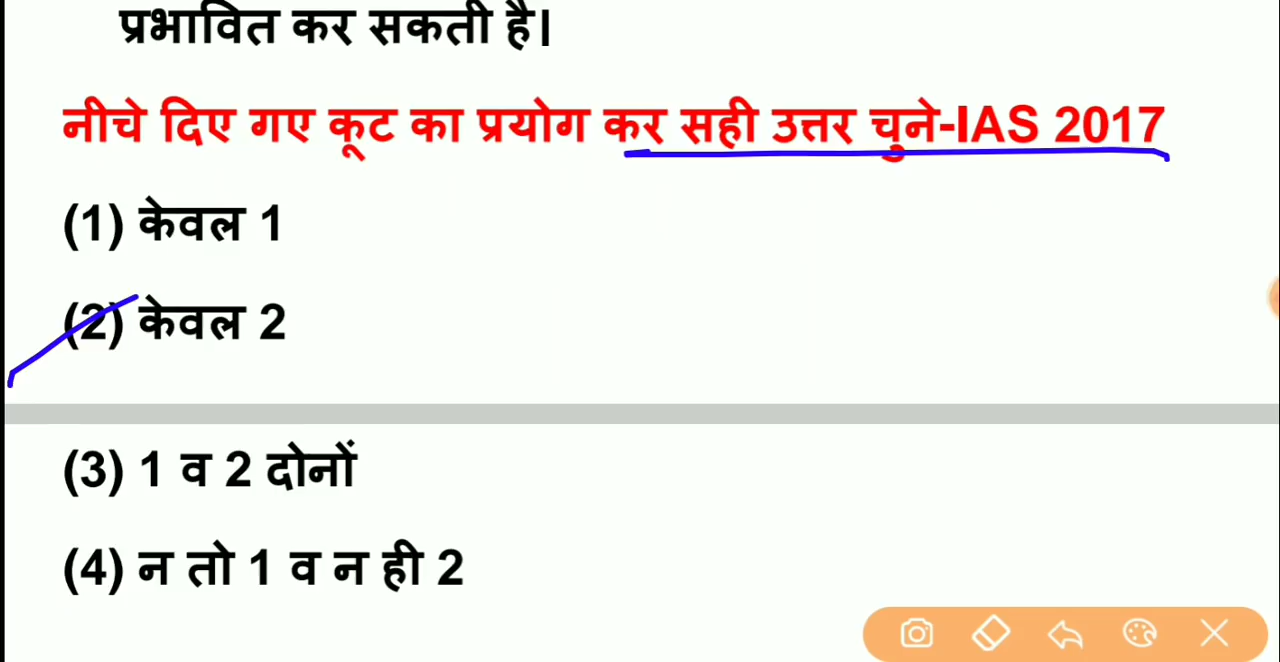 प्रभावित कर सकती है।
नीचे दिए गए कूट का प्रयोग कर सही उत्तर चुने-IAS 2017
(1) केवल 1
(2) केवल 2
(3) 1 व 2 दोनों
(4) न तो 1 व न ही 2